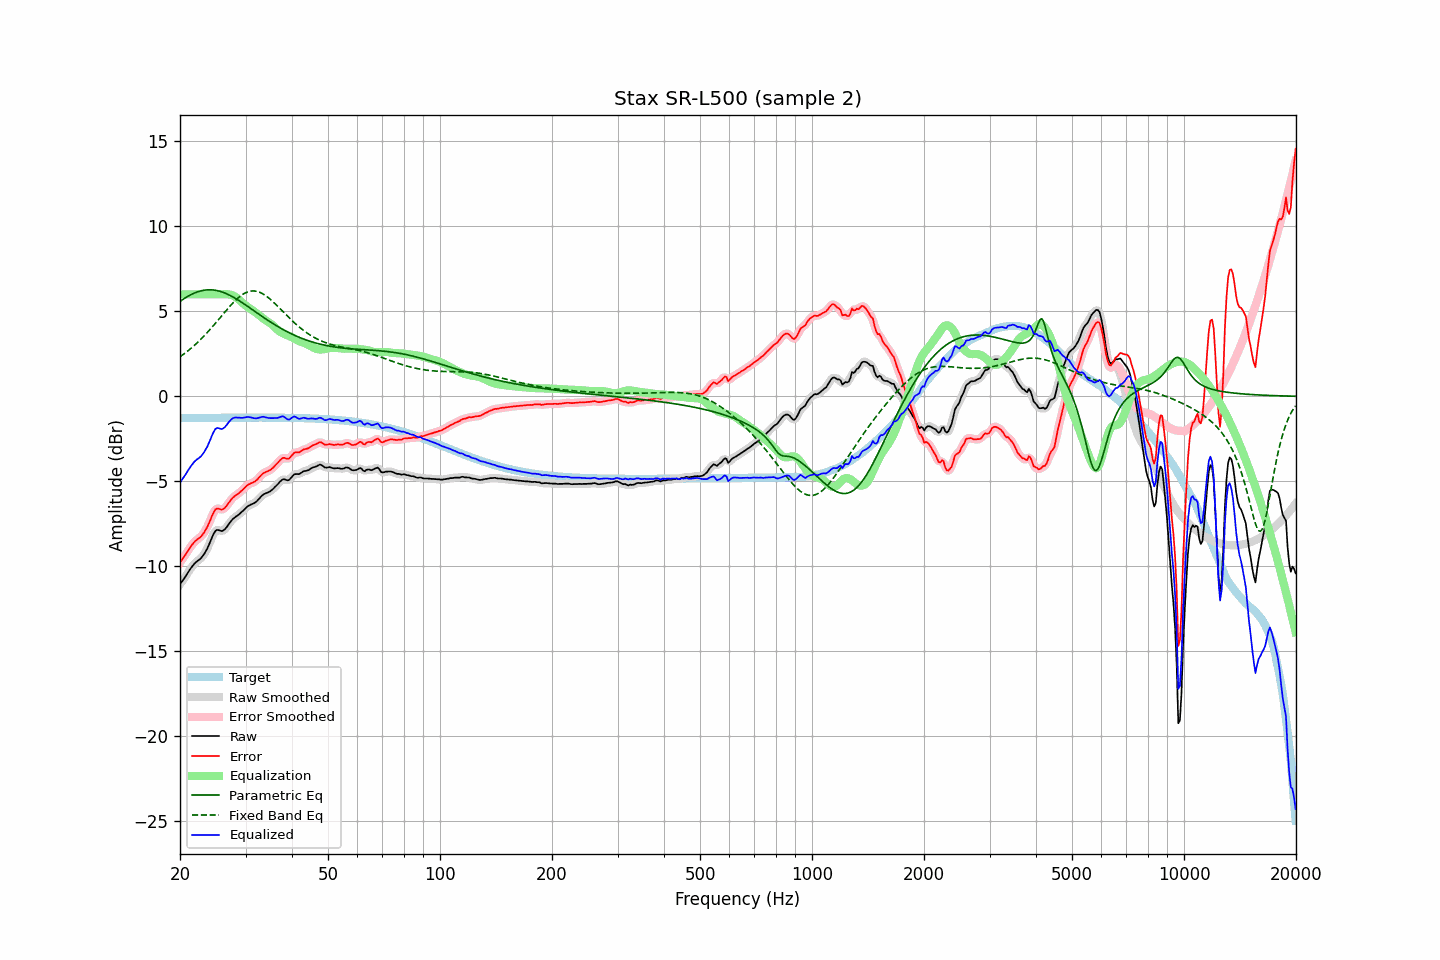 Stax SR-L500 (sample 2)
15
10
5
0
−5
−10
−15
−20
−25
Amplitude (dBr)
Target
Raw Smoothed
Error Smoothed
Raw
Error
Equalization
Parametric Eq
Fixed Band Eq
Equalized
20 50 100 200 500 1000 2000 5000 10000 20000
Frequency (Hz)